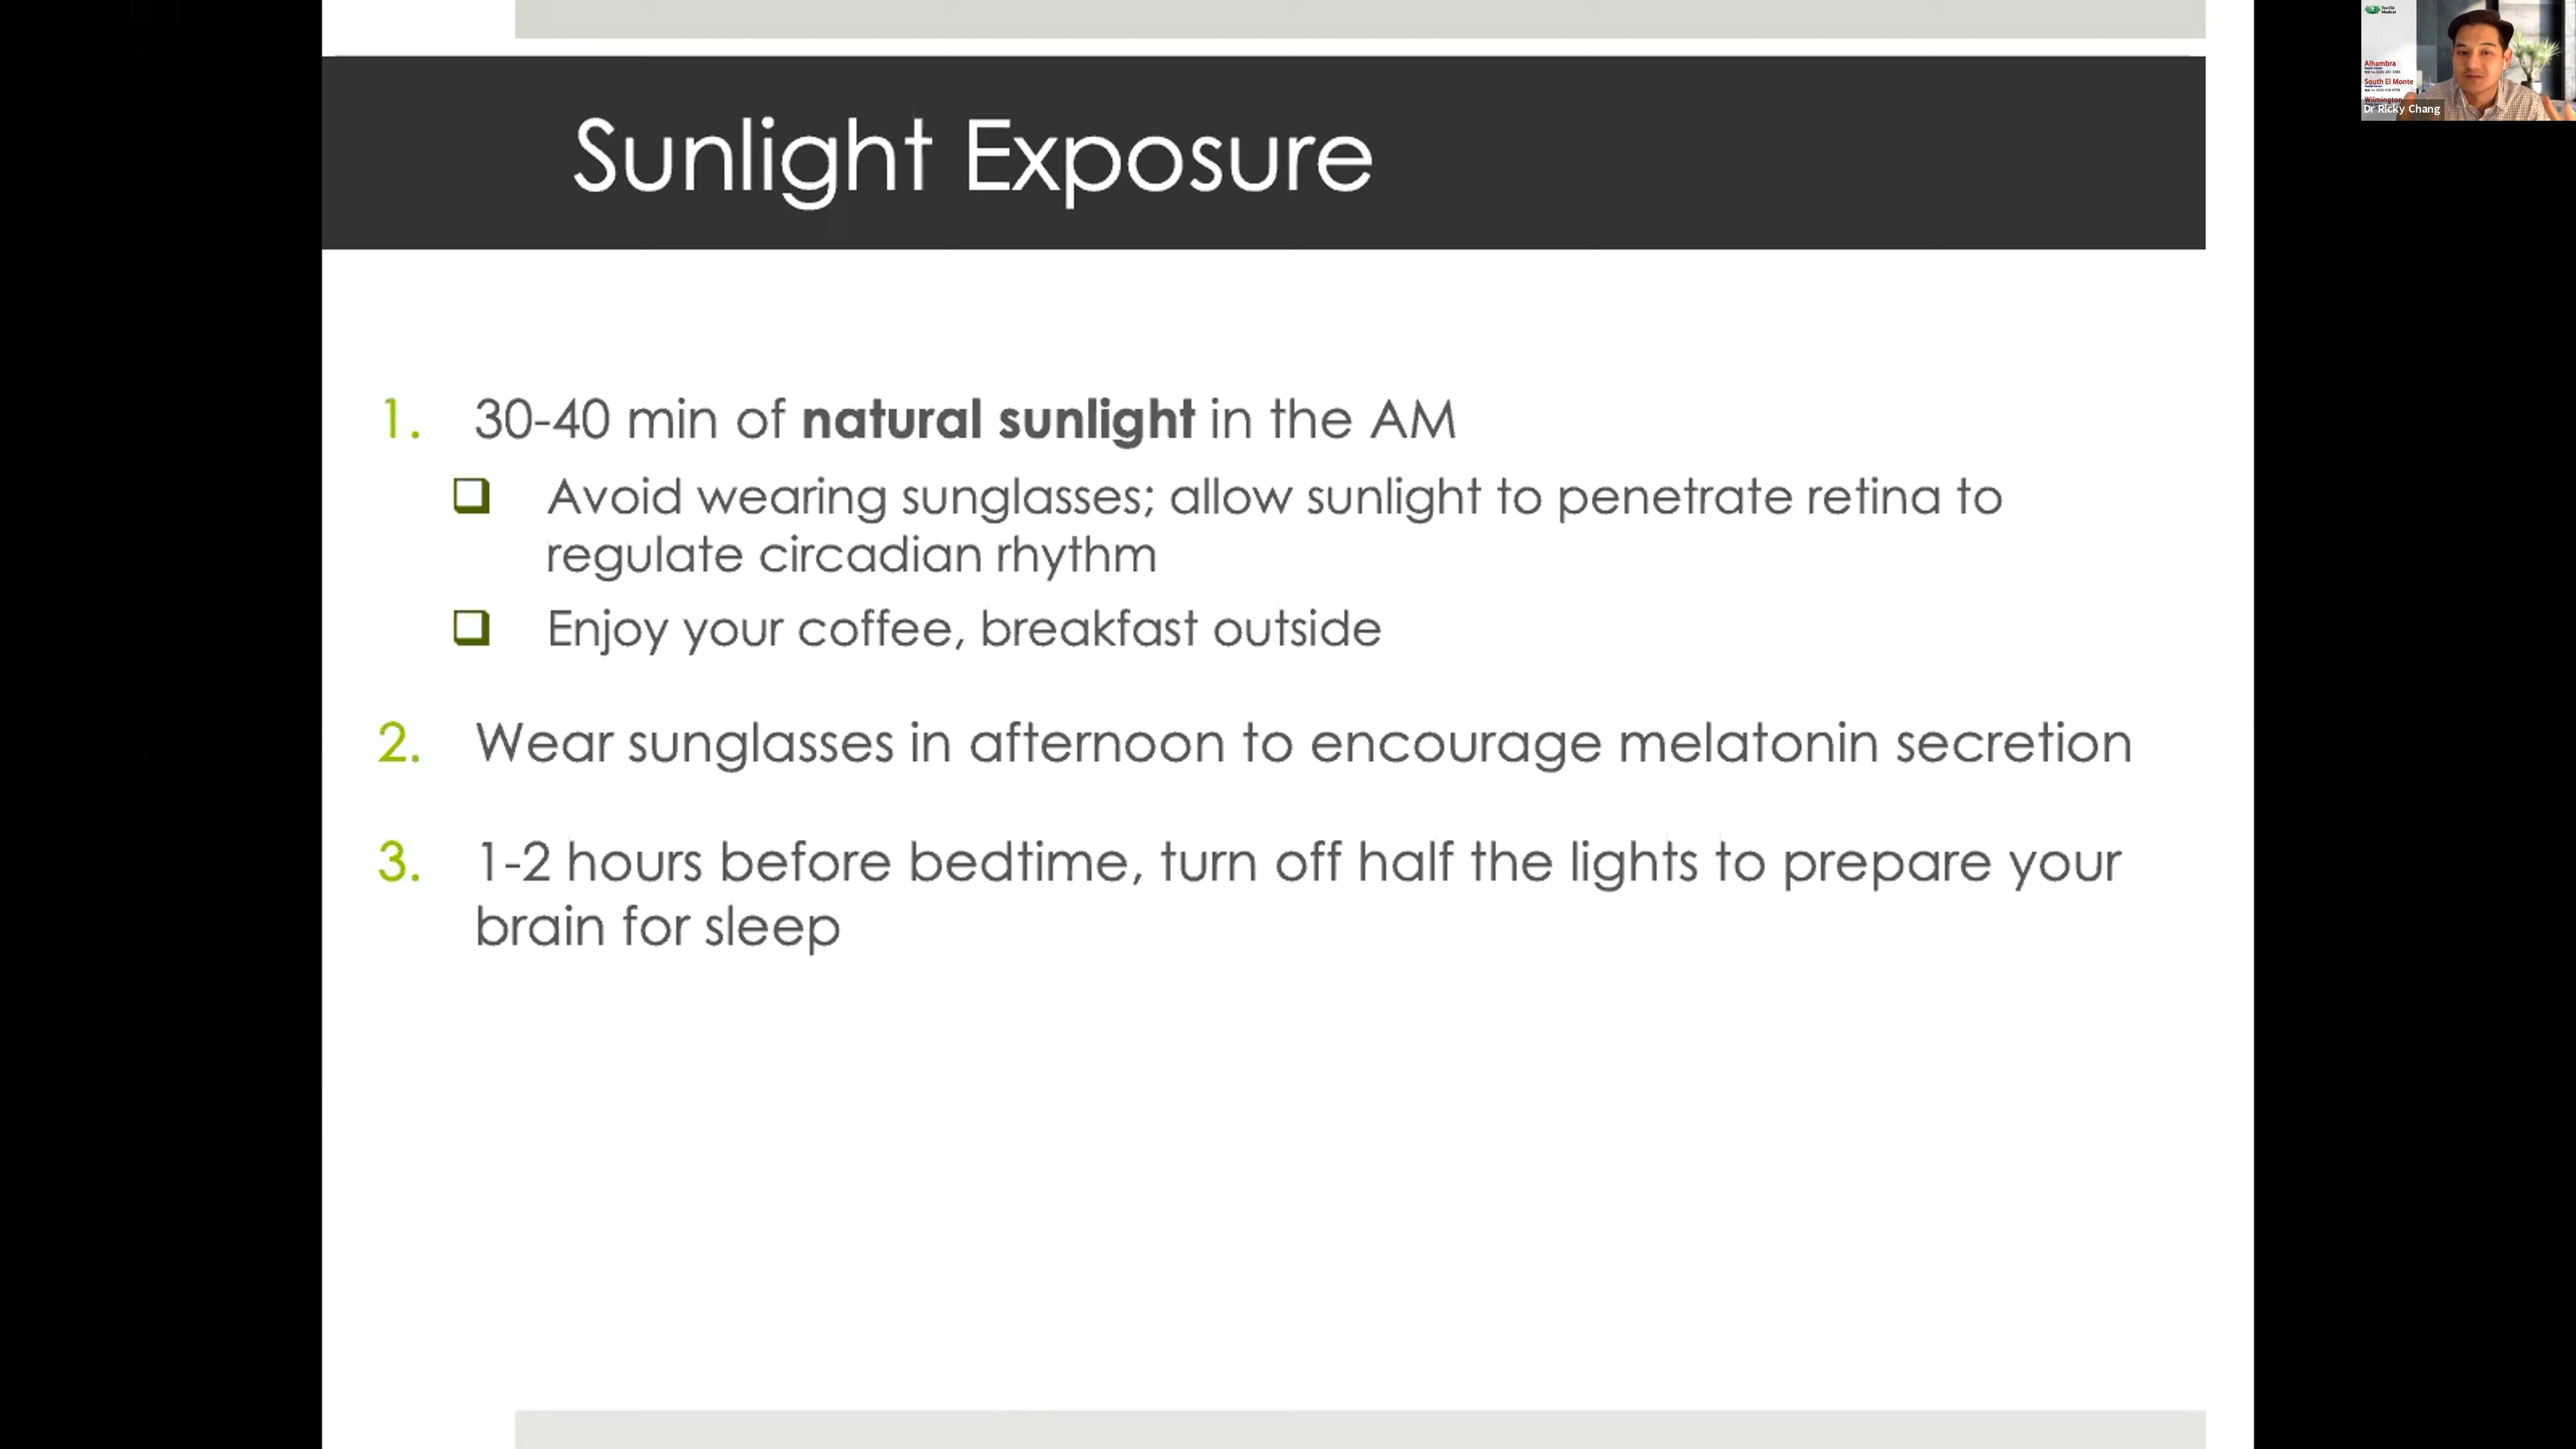 Sunlight Exposure
1. 30-40 min of natural sunlight in the AM
Avoid wearing sunglasses; allow sunlight to penetrate retina to
regulate circadian rhythm
Enjoy your coffee, breakfast outside
2. Wear sunglasses in afternoon to encourage melatonin secretion
3. 1-2 hours before bedtime, turn off half the lights to prepare your
brain for sleep
Medical
Alhambra
South El Monte
Wilmington
Dr Ricky Chang